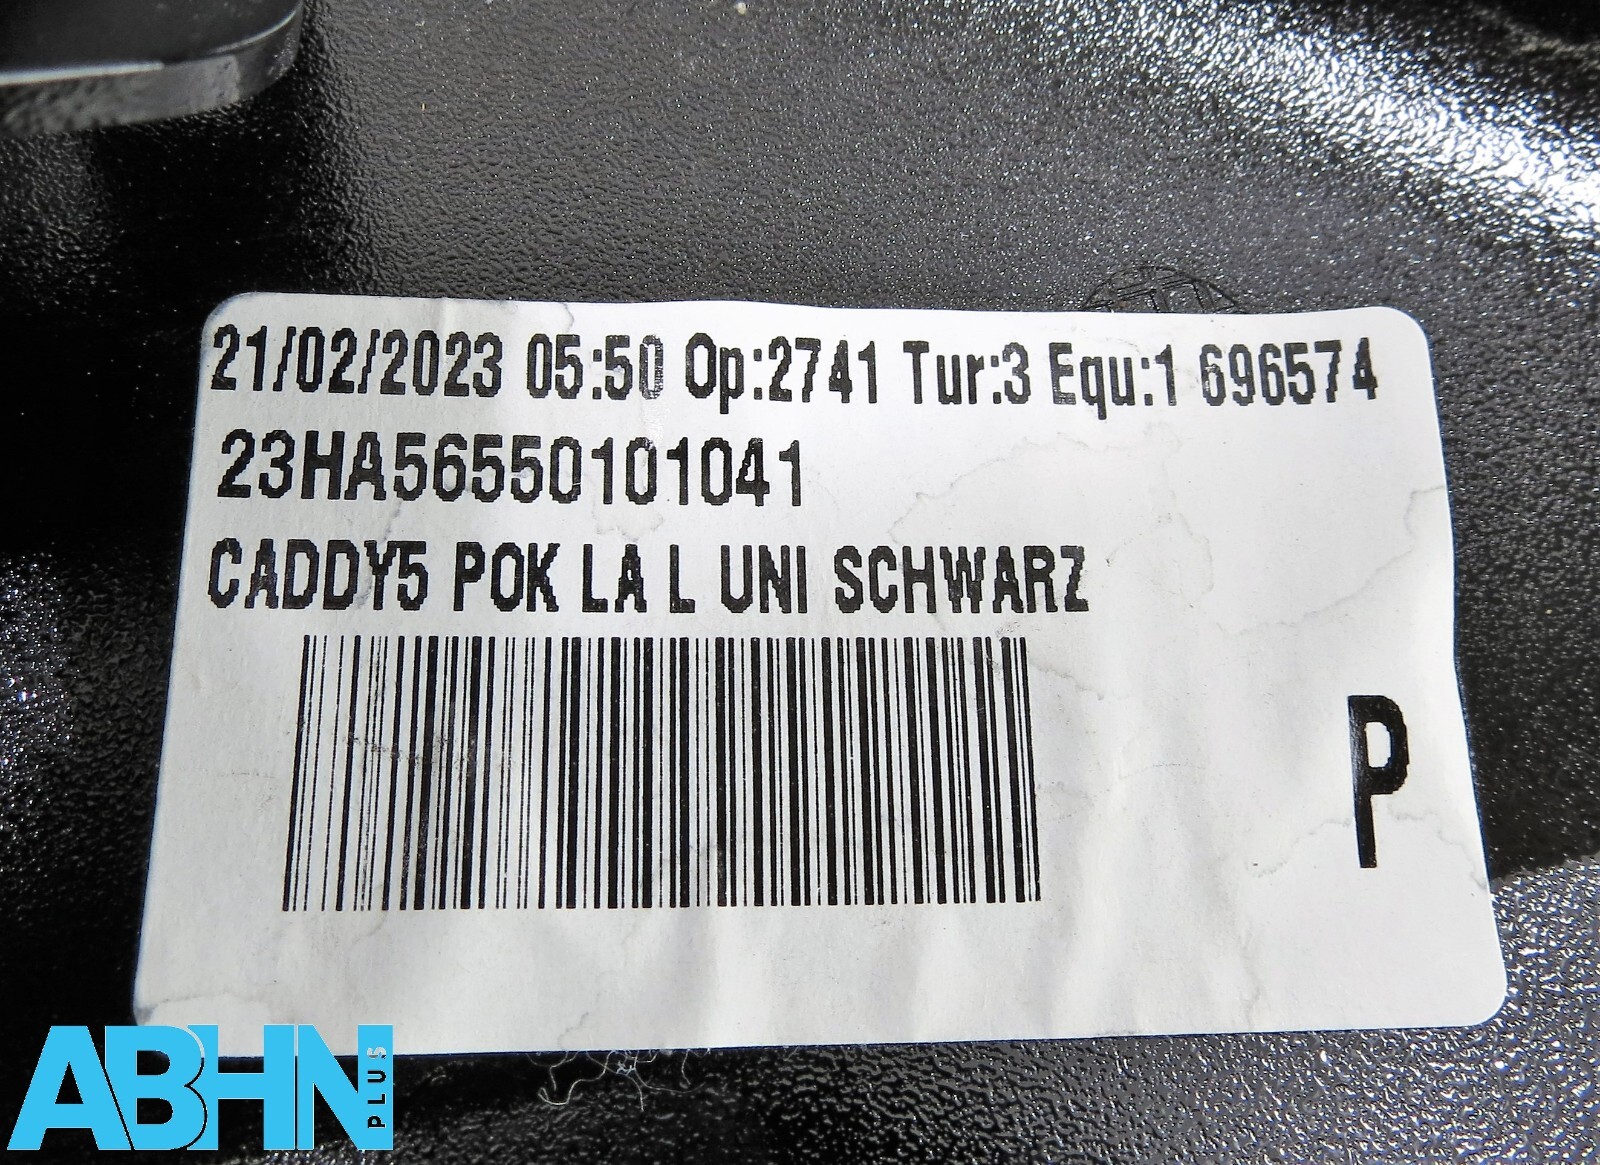 21/02/2023 05:50 Op:2741 Tur:3 Equ:1 696574
23HA56550101041
CADDY5 POK LA L UNI SCHWARZ
P
ABHN PLUS